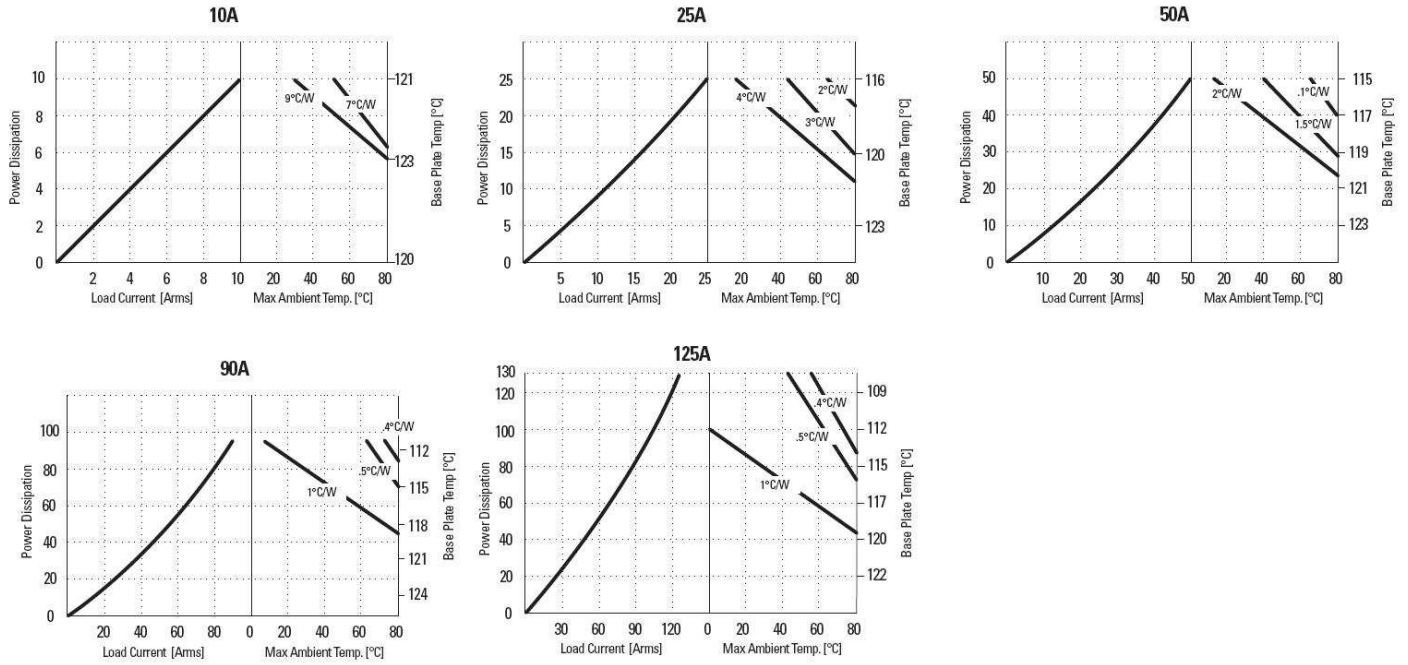 10A
25A
50A
Power Dissipation
10
8
6
4
2
0
2 4 6 8 10 20 40 60 80
Load Current [Arms] Max Ambient Temp. [°C]
9°C/W
7°C/W
121
123
120
Base Plate Temp [°C]
Power Dissipation
25
20
15
10
5
0
5 10 15 20 25 20 40 60 80
Load Current [Arms] Max Ambient Temp. [°C]
2°C/W
4°C/W
3°C/W
116
120
123
Base Plate Temp [°C]
Power Dissipation
50
40
30
20
10
0
10 20 30 40 50 20 40 60 80
Load Current [Arms] Max Ambient Temp. [°C]
.1°C/W
2°C/W
1.5°C/W
115
117
119
121
123
Base Plate Temp [°C]
90A
125A
Power Dissipation
100
80
60
40
20
0
20 40 60 80 0 20 40 60 80
Load Current [Arms] Max Ambient Temp. [°C]
.4°C/W
.5°C/W
1°C/W
112
115
118
121
124
Base Plate Temp [°C]
Power Dissipation
130
120
100
80
60
40
20
0
30 60 90 120 0 20 40 60 80
Load Current [Arms] Max Ambient Temp. [°C]
.4°C/W
.5°C/W
1°C/W
109
112
115
117
120
122
Base Plate Temp [°C]